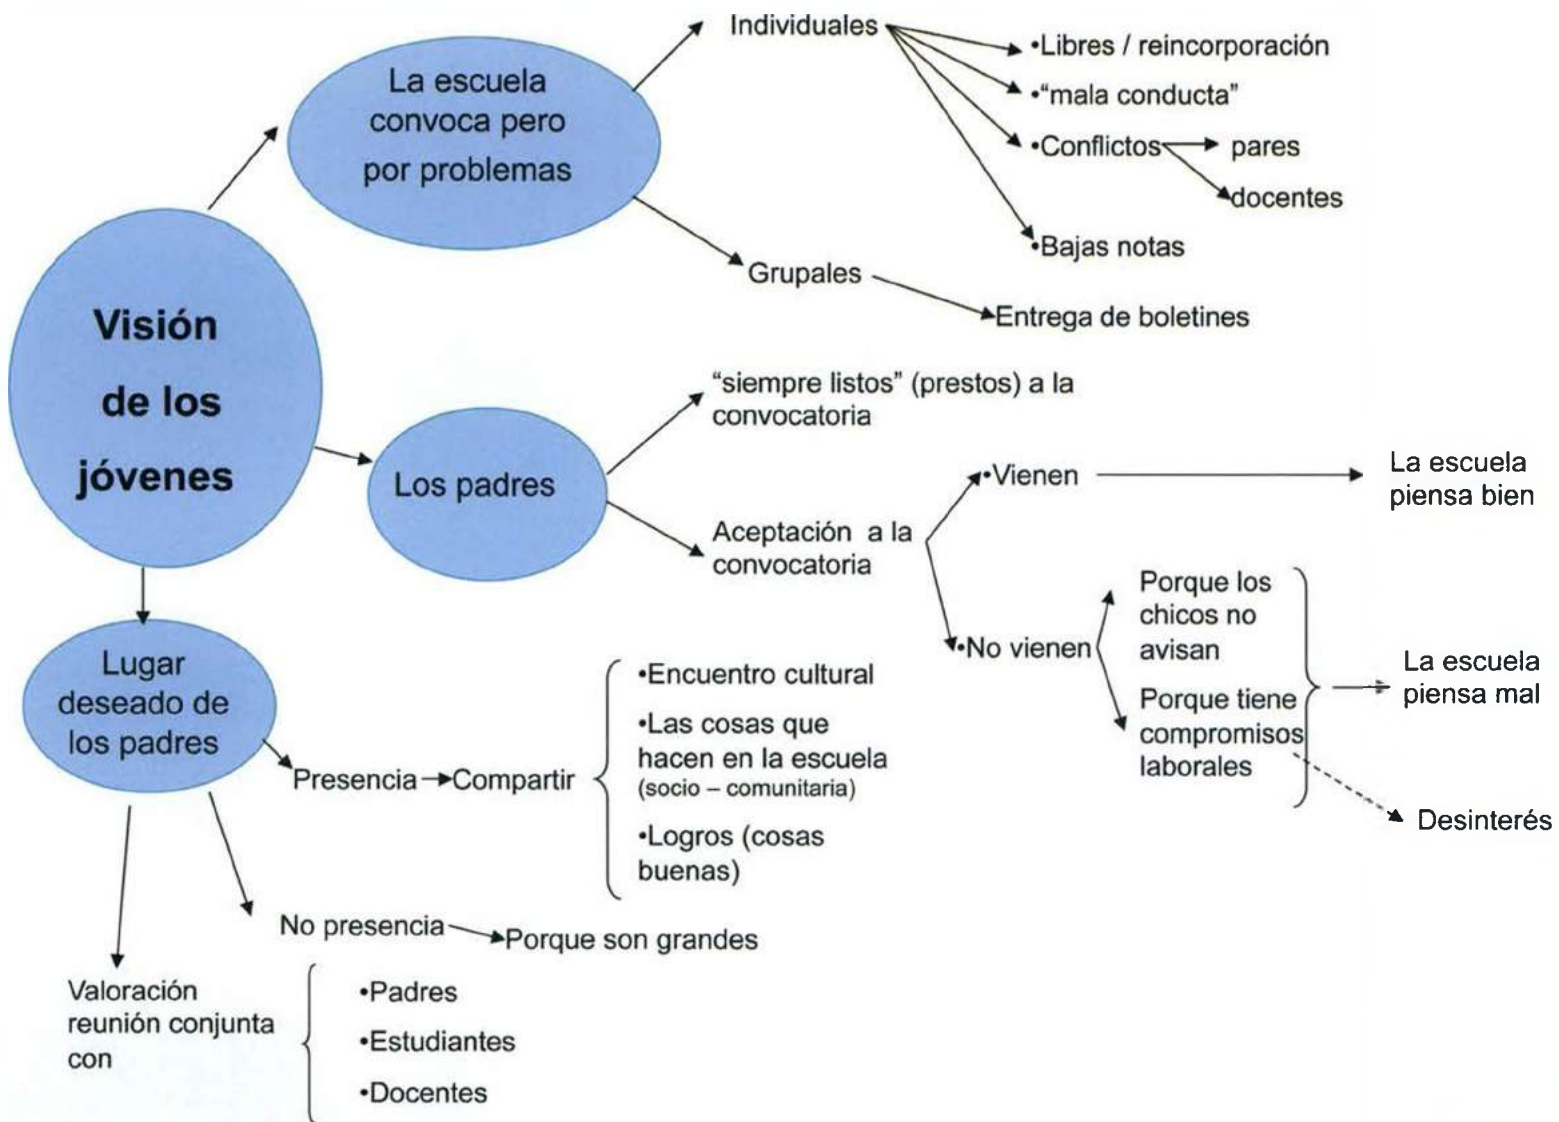 Individuales
•Libres / reincorporación
•“mala conducta”
•Conflictos
pares
docentes
•Bajas notas
La escuela
convoca pero
por problemas
Grupales
Entrega de boletines
Visión
de los
jóvenes
Los padres
“siempre listos” (prestos) a la
convocatoria
Aceptación a la
convocatoria
•Vienen
La escuela
piensa bien
•No vienen
Porque los
chicos no
avisan
Porque tiene
compromisos
laborales
La escuela
piensa mal
Desinterés
Lugar
deseado de
los padres
Presencia
Compartir
•Encuentro cultural
•Las cosas que
hacen en la escuela
(socio – comunitaria)
•Logros (cosas
buenas)
No presencia
Porque son grandes
Valoración
reunión conjunta
con
•Padres
•Estudiantes
•Docentes